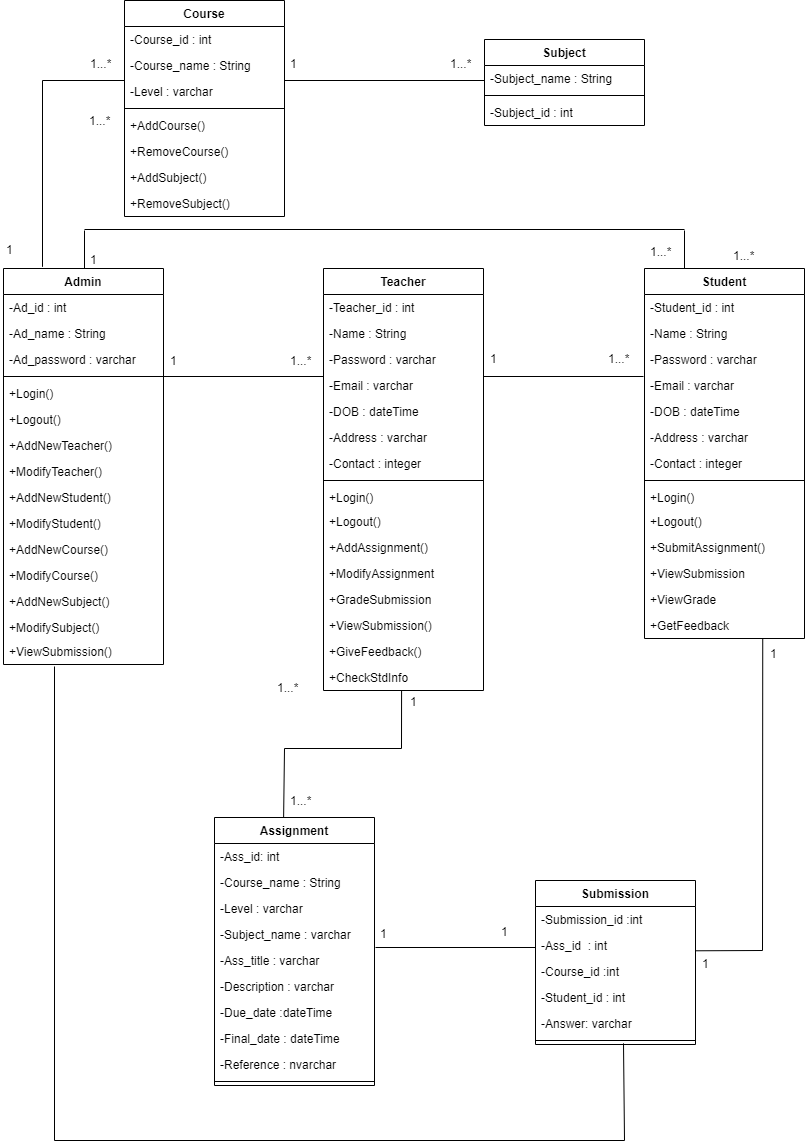 Course
-Course_id : int
-Course_name : String
-Level : varchar
+AddCourse()
+RemoveCourse()
+AddSubject()
+RemoveSubject()
1...*
1
1...*
1...*
Subject
-Subject_name : String
-Subject_id : int
1
1
1...*
1...*
Admin
-Ad_id : int
-Ad_name : String
-Ad_password : varchar
+Login()
+Logout()
+AddNewTeacher()
+ModifyTeacher()
+AddNewStudent()
+ModifyStudent()
+AddNewCourse()
+ModifyCourse()
+AddNewSubject()
+ModifySubject()
+ViewSubmission()
1
1...*
Teacher
-Teacher_id : int
-Name : String
-Password : varchar
-Email : varchar
-DOB : dateTime
-Address : varchar
-Contact : integer
+Login()
+Logout()
+AddAssignment()
+ModifyAssignment
+GradeSubmission
+ViewSubmission()
+GiveFeedback()
+CheckStdInfo
1
1...*
Student
-Student_id : int
-Name : String
-Password : varchar
-Email : varchar
-DOB : dateTime
-Address : varchar
-Contact : integer
+Login()
+Logout()
+SubmitAssignment()
+ViewSubmission
+ViewGrade
+GetFeedback
1
1...*
1
1...*
Assignment
-Ass_id: int
-Course_name : String
-Level : varchar
-Subject_name : varchar
-Ass_title : varchar
-Description : varchar
-Due_date :dateTime
-Final_date : dateTime
-Reference : nvarchar
1
1
Submission
-Submission_id :int
-Ass_id : int
-Course_id :int
-Student_id : int
-Answer: varchar
1